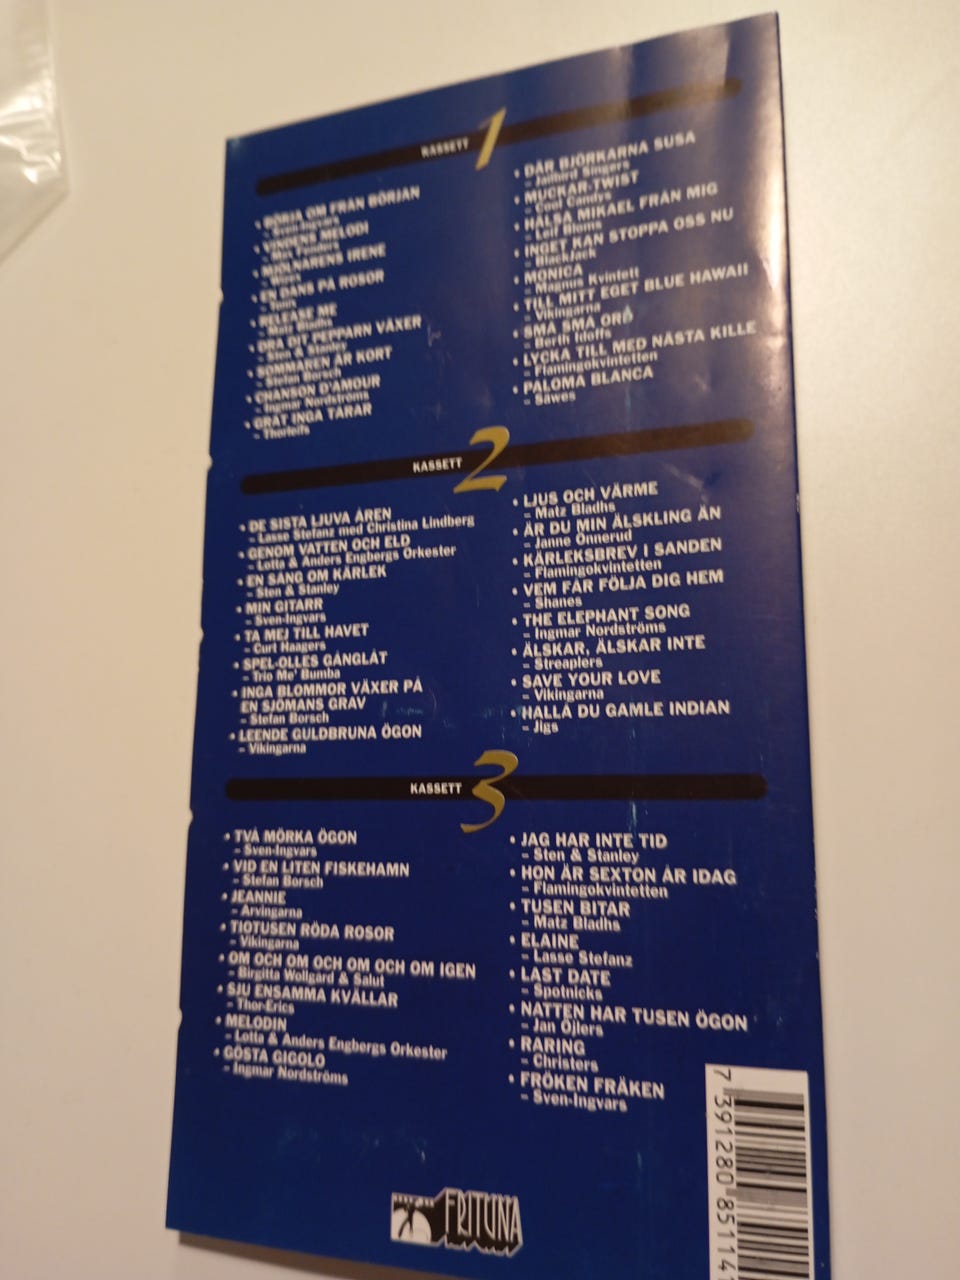 KASSETT 1
• BÖRJA OM FRÅN BÖRJAN
– Sven-Ingvars
• VINDENS MELODI
– Max Fenders
• MJÖLNARENS IRENE
– Wizex
• EN DANS PÅ ROSOR
– Tonix
• RELEASE ME
– Matz Bladhs
• DRA DIT PEPPARN VÄXER
– Sten & Stanley
• SOMMAREN ÄR KORT
– Stefan Borsch
• CHANSON D'AMOUR
– Ingmar Nordströms
• GRÅT INGA TÅRAR
– Thorleifs
• DÄR BJÖRKARNA SUSA
– Jailbird Singers
• MUCKAR-TWIST
– Cool Candys
• HÄLSA MIKAEL FRÅN MIG
– Leif Bloms
• INGET KAN STOPPA OSS NU
– BlackJack
• MONICA
– Magnus Kvintett
• TILL MITT EGET BLUE HAWAII
– Vikingarna
• SMÅ SMÅ ORD
– Berth Idoffs
• LYCKA TILL MED NÄSTA KILLE
– Flamingokvintetten
• PALOMA BLANCA
– Sawes
KASSETT 2
• DE SISTA LJUVA ÅREN
– Lasse Stefanz med Christina Lindberg
• GENOM VATTEN OCH ELD
– Lotta & Anders Engbergs Orkester
• EN SÅNG OM KÄRLEK
– Sten & Stanley
• MIN GITARR
– Sven-Ingvars
• TA MEJ TILL HAVET
– Curt Haagers
• SPEL-OLLES GÅNGLÅT
– Trio Me' Bumba
• INGA BLOMMOR VÄXER PÅ
EN SJÖMANS GRAV
– Stefan Borsch
• LEENDE GULDBRUNA ÖGON
– Vikingarna
• LJUS OCH VÄRME
– Matz Bladhs
• ÄR DU MIN ÄLSKLING ÄN
– Janne Önnerud
• KÄRLEKSBREV I SANDEN
– Flamingokvintetten
• VEM FÅR FÖLJA DIG HEM
– Shanes
• THE ELEPHANT SONG
– Ingmar Nordströms
• ÄLSKAR, ÄLSKAR INTE
– Streaplers
• SAVE YOUR LOVE
– Vikingarna
• HALLÅ DU GAMLE INDIAN
– Jigs
KASSETT 3
• TVÅ MÖRKA ÖGON
– Sven-Ingvars
• VID EN LITEN FISKEHAMN
– Stefan Borsch
• JEANNIE
– Arvingarna
• TIOTUSEN RÖDA ROSOR
– Vikingarna
• OM OCH OM OCH OM OCH OM IGEN
– Birgitta Wollgård & Salut
• SJU ENSAMMA KVÄLLAR
– Thor-Erics
• MELODIN
– Lotta & Anders Engbergs Orkester
• GÖSTA GIGOLO
– Ingmar Nordströms
• JAG HAR INTE TID
– Sten & Stanley
• HON ÄR SEXTON ÅR IDAG
– Flamingokvintetten
• TUSEN BITAR
– Matz Bladhs
• ELAINE
– Lasse Stefanz
• LAST DATE
– Spotnicks
• NATTEN HAR TUSEN ÖGON
– Jan Öjlers
• RARING
– Christers
• FRÖKEN FRÄKEN
– Sven-Ingvars
FRITUNA
7 391280 85114